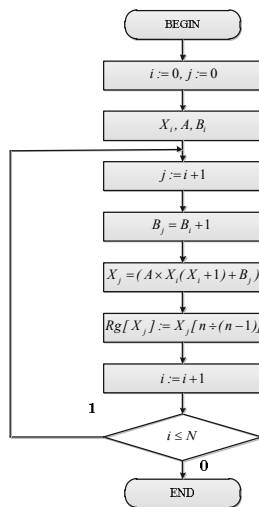 BEGIN
i := 0, j := 0
X_i, A, B_i
j := i+1
B_j = B_i + 1
X_j = ( A × X_i ( X_i + 1 ) + B_j )
Rg[ X_j ] := X_j [ n ÷ ( n − 1 ) ]
i := i + 1
1
i ≤ N
0
END